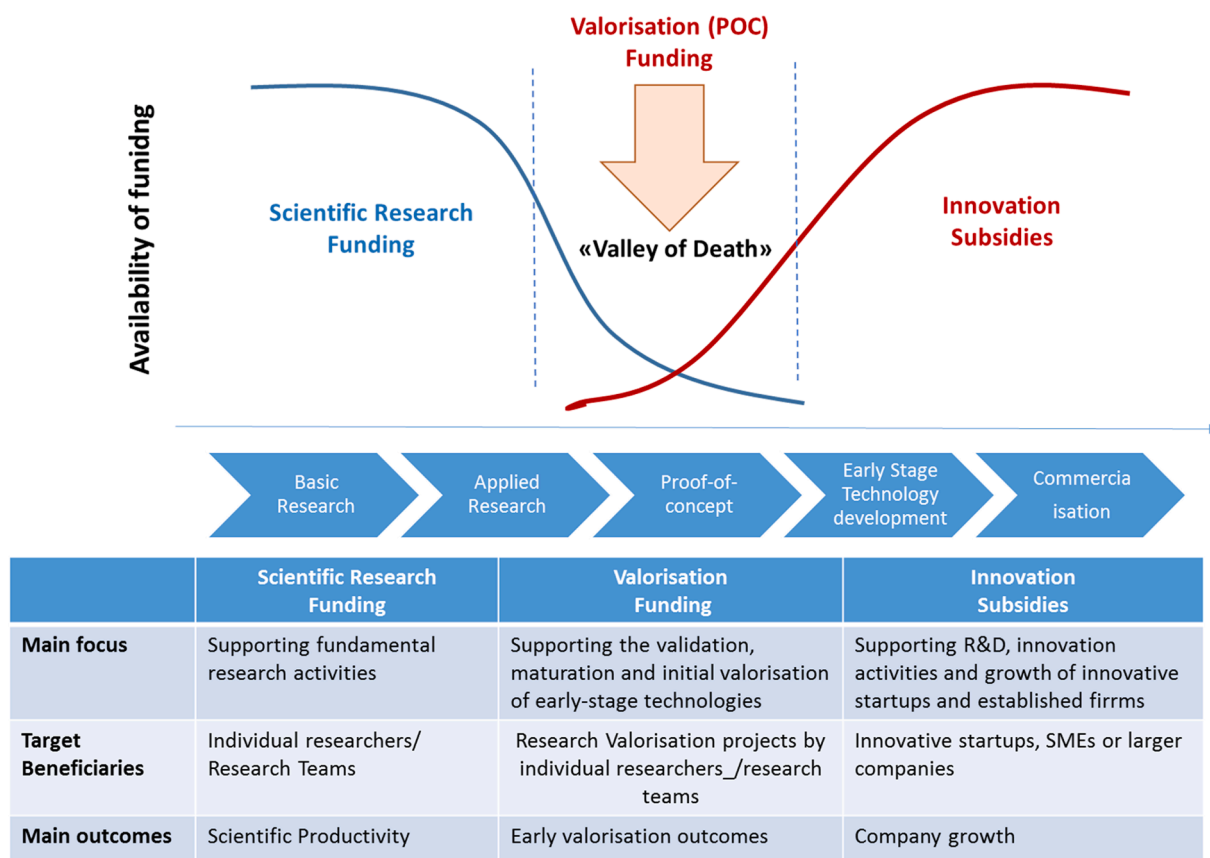 Valorisation (POC)
Funding
Availability of funidng
Scientific Research
Funding
«Valley of Death»
Innovation
Subsidies
Basic
Research
Applied
Research
Proof-of-
concept
Early Stage
Technology
development
Commercia
isation
Scientific Research
Funding
Valorisation
Funding
Innovation
Subsidies
Main focus
Supporting fundamental
research activities
Supporting the validation,
maturation and initial valorisation
of early-stage technologies
Supporting R&D, innovation
activities and growth of innovative
startups and established firrms
Target
Beneficiaries
Individual researchers/
Research Teams
Research Valorisation projects by
individual researchers_/research
teams
Innovative startups, SMEs or larger
companies
Main outcomes
Scientific Productivity
Early valorisation outcomes
Company growth